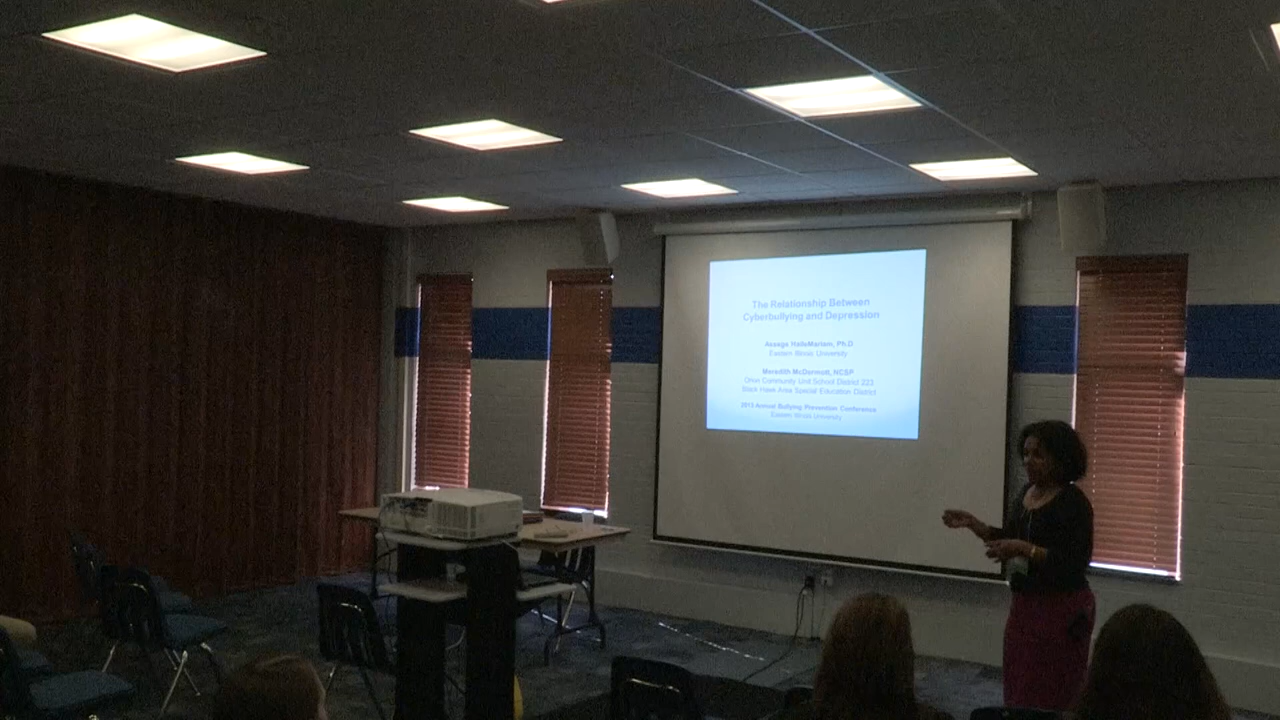 The Relationship Between
Cyberbullying and Depression
Assege HaileMariam, Ph.D
Eastern Illinois University
Meredith McDermott, NCSP
Orion Community Unit School District 223
Black Hawk Area Special Education District
2013 Annual Bullying Prevention Conference
Eastern Illinois University